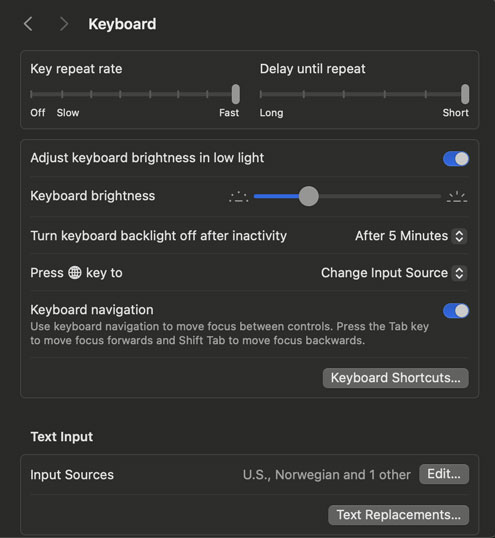 Keyboard
Key repeat rate
Delay until repeat
Off Slow Fast
Long Short
Adjust keyboard brightness in low light
Keyboard brightness
Turn keyboard backlight off after inactivity After 5 Minutes
Press key to Change Input Source
Keyboard navigation
Use keyboard navigation to move focus between controls. Press the Tab key
to move focus forwards and Shift Tab to move focus backwards.
Keyboard Shortcuts...
Text Input
Input Sources U.S., Norwegian and 1 other Edit...
Text Replacements...